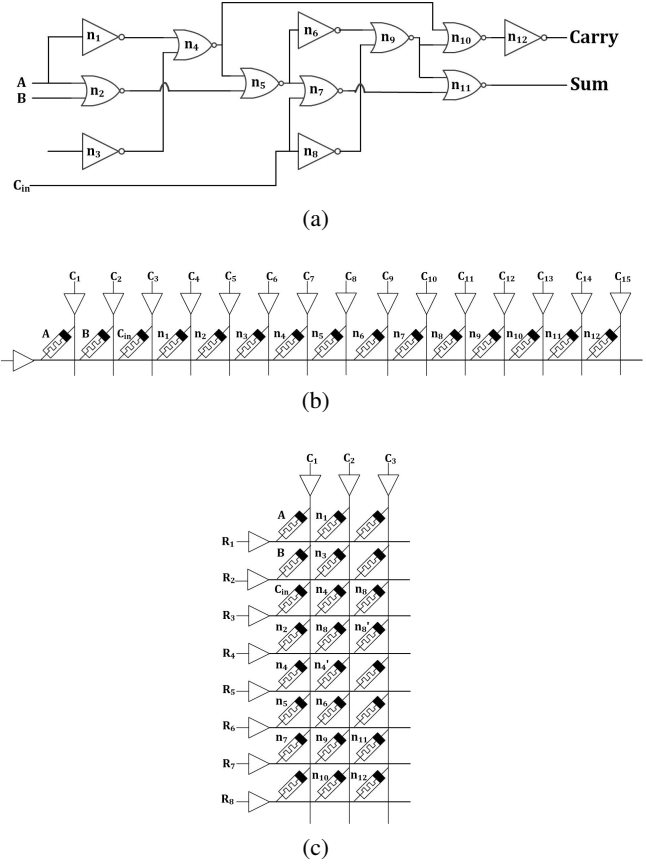 n1
n6
n4
n9
n10
n12
Carry
A
B
n2
n5
n7
n11
Sum
n3
n8
Cin
(a)
C1 C2 C3 C4 C5 C6 C7 C8 C9 C10 C11 C12 C13 C14 C15
A B Cin n1 n2 n3 n4 n5 n6 n7 n8 n9 n10 n11 n12
(b)
C1 C2 C3
A n1
R1
B n3
R2
Cin n4 n8
R3
n2 n8 n8'
R4
n4 n4'
R5
n5 n6
R6
n7 n9 n11
R7
n10 n12
R8
(c)